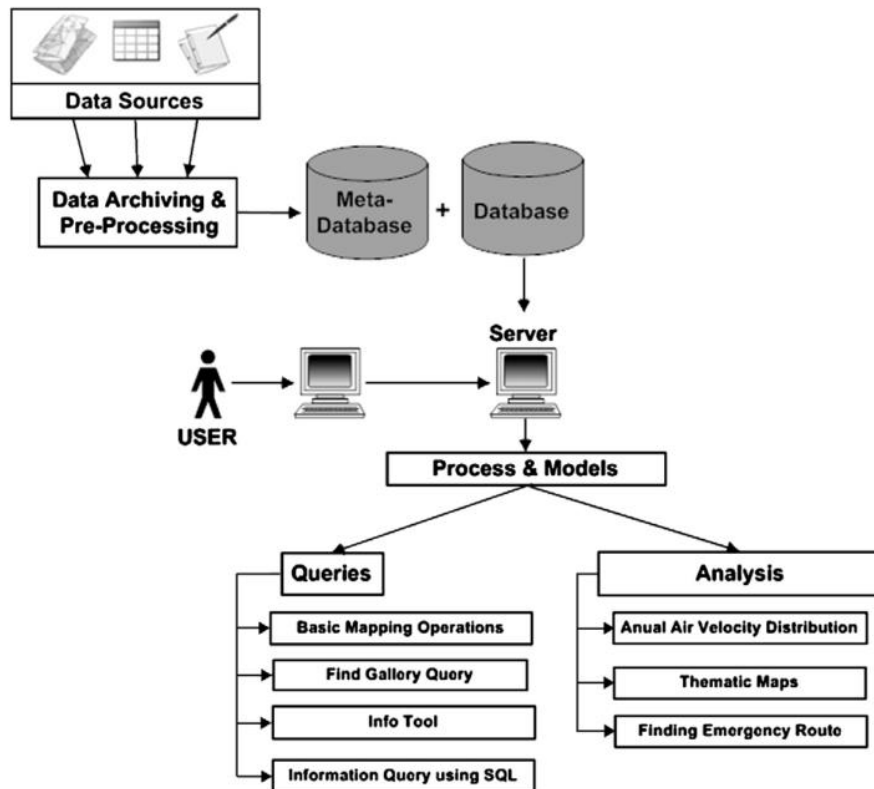 Data Sources
Data Archiving &
Pre-Processing
Meta-
Database
+
Database
Server
USER
Process & Models
Queries
Analysis
Basic Mapping Operations
Find Gallery Query
Info Tool
Information Query using SQL
Anual Air Velocity Distribution
Thematic Maps
Finding Emergency Route